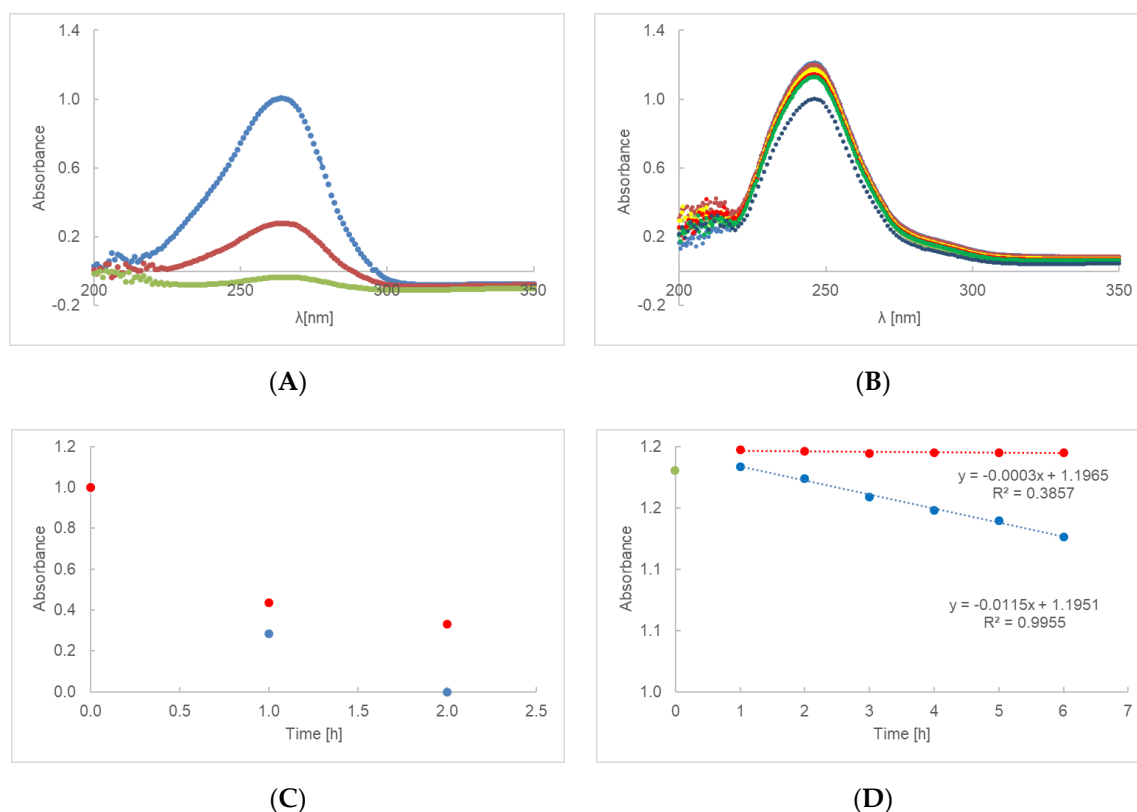 1.4
1.0
0.6
0.2
-0.2
Absorbance
200
250
300
350
λ[nm]
(A)
1.4
1.0
0.6
0.2
-0.2
Absorbance
200
250
300
350
λ [nm]
(B)
1.2
1.0
0.8
0.6
0.4
0.2
0.0
Absorbance
0.0
0.5
1.0
1.5
2.0
2.5
Time [h]
(C)
1.2
1.2
1.1
1.1
1.0
Absorbance
y = -0.0003x + 1.1965
R² = 0.3857
y = -0.0115x + 1.1951
R² = 0.9955
0
1
2
3
4
5
6
7
Time [h]
(D)